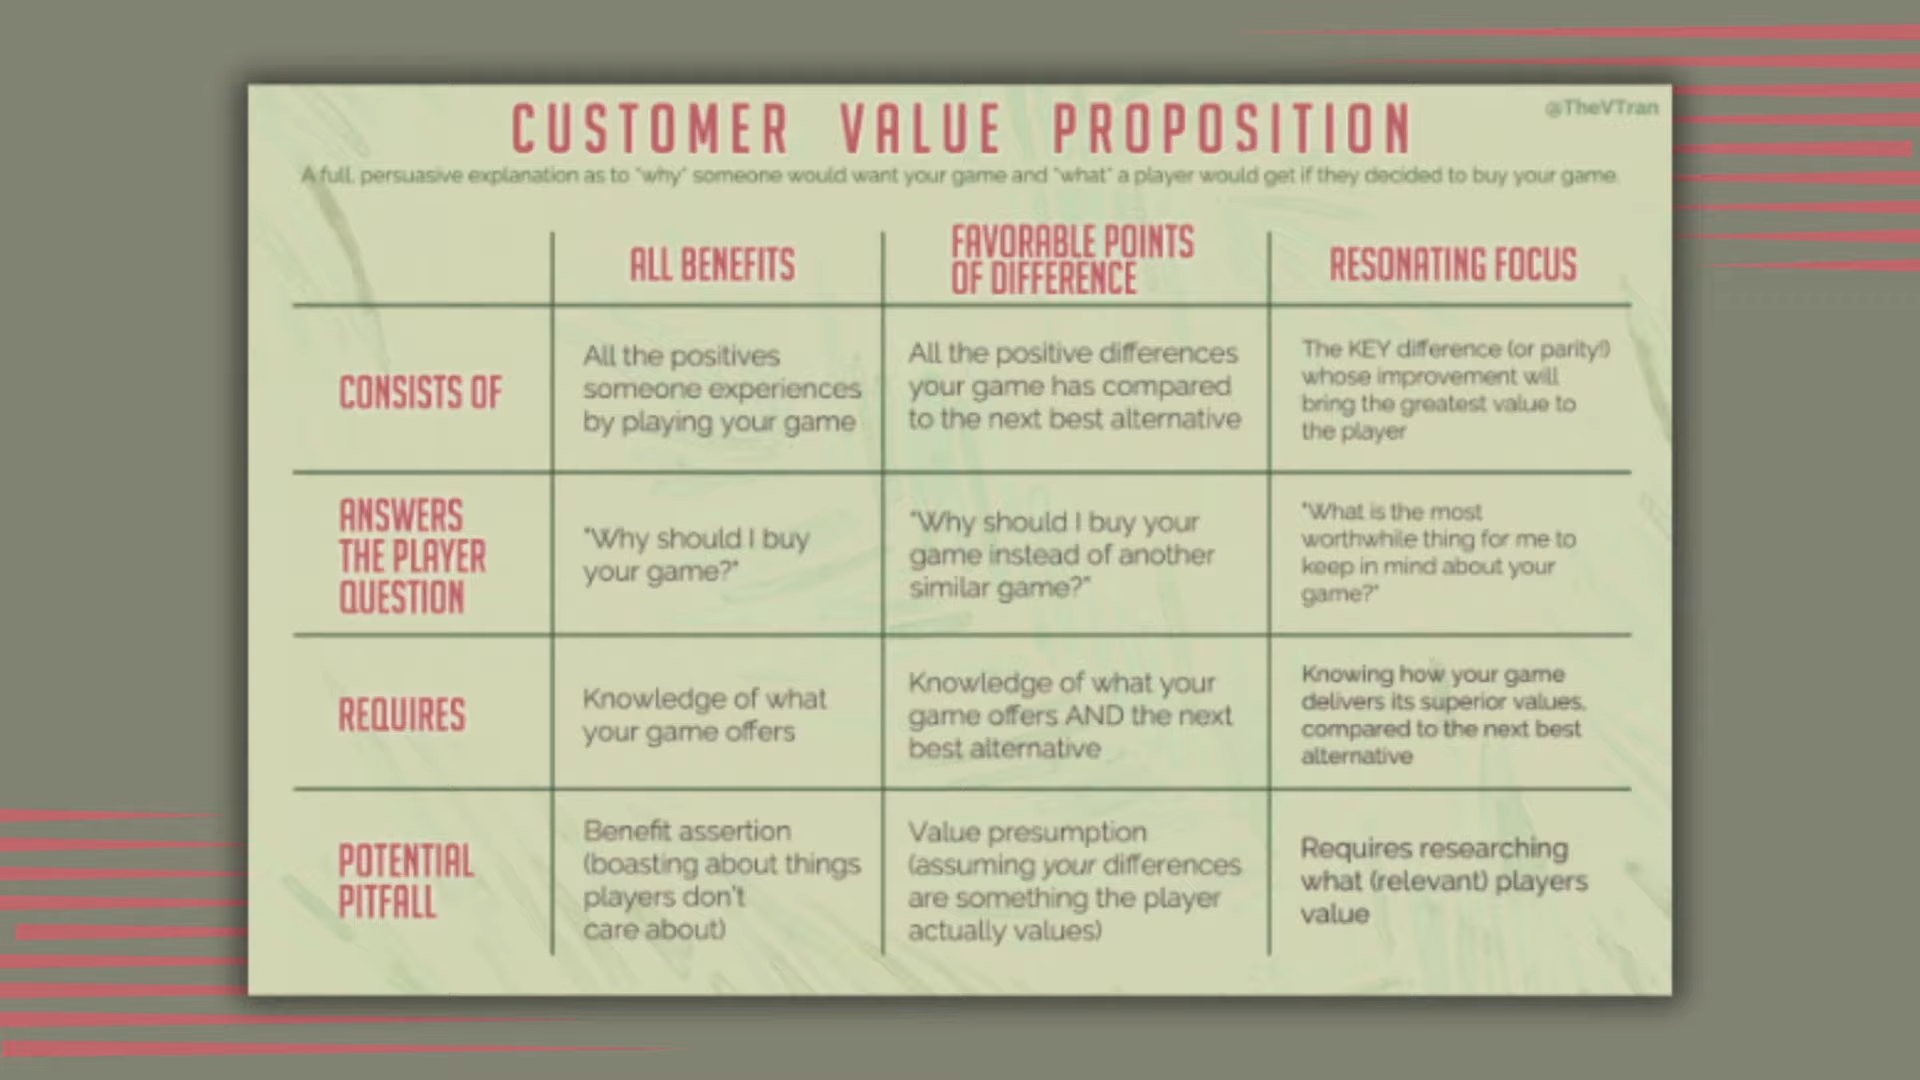 CUSTOMER VALUE PROPOSITION
@TheVTran
A full, persuasive explanation as to "why" someone would want your game and "what" a player would get if they decided to buy your game.
ALL BENEFITS
FAVORABLE POINTS
OF DIFFERENCE
RESONATING FOCUS
CONSISTS OF
All the positives
someone experiences
by playing your game
All the positive differences
your game has compared
to the next best alternative
The KEY difference (or parity!)
whose improvement will
bring the greatest value to
the player
ANSWERS
THE PLAYER
QUESTION
"Why should I buy
your game?"
"Why should I buy your
game instead of another
similar game?"
"What is the most
worthwhile thing for me to
keep in mind about your
game?"
REQUIRES
Knowledge of what
your game offers
Knowledge of what your
game offers AND the next
best alternative
Knowing how your game
delivers its superior values,
compared to the next best
alternative
POTENTIAL
PITFALL
Benefit assertion
(boasting about things
players don't
care about)
Value presumption
(assuming your differences
are something the player
actually values)
Requires researching
what (relevant) players
value